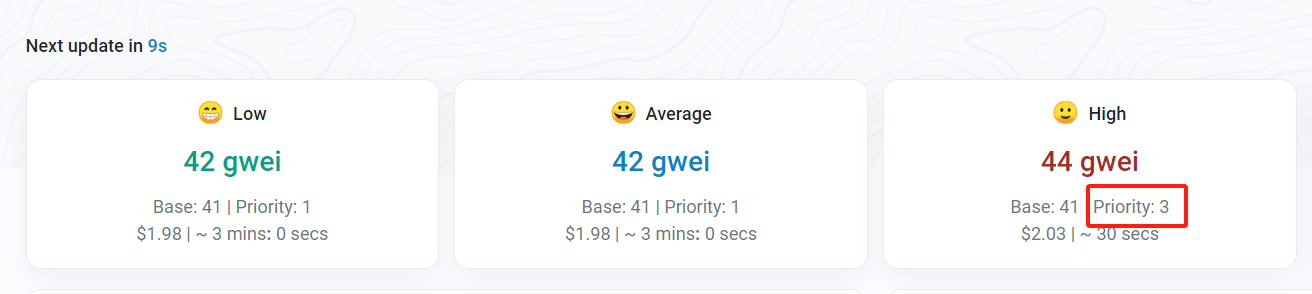 Next update in 9s
😁 Low
42 gwei
Base: 41 | Priority: 1
$1.98 | ~ 3 mins: 0 secs
😀 Average
42 gwei
Base: 41 | Priority: 1
$1.98 | ~ 3 mins: 0 secs
🙂 High
44 gwei
Base: 41 | Priority: 3
$2.03 | ~ 30 secs